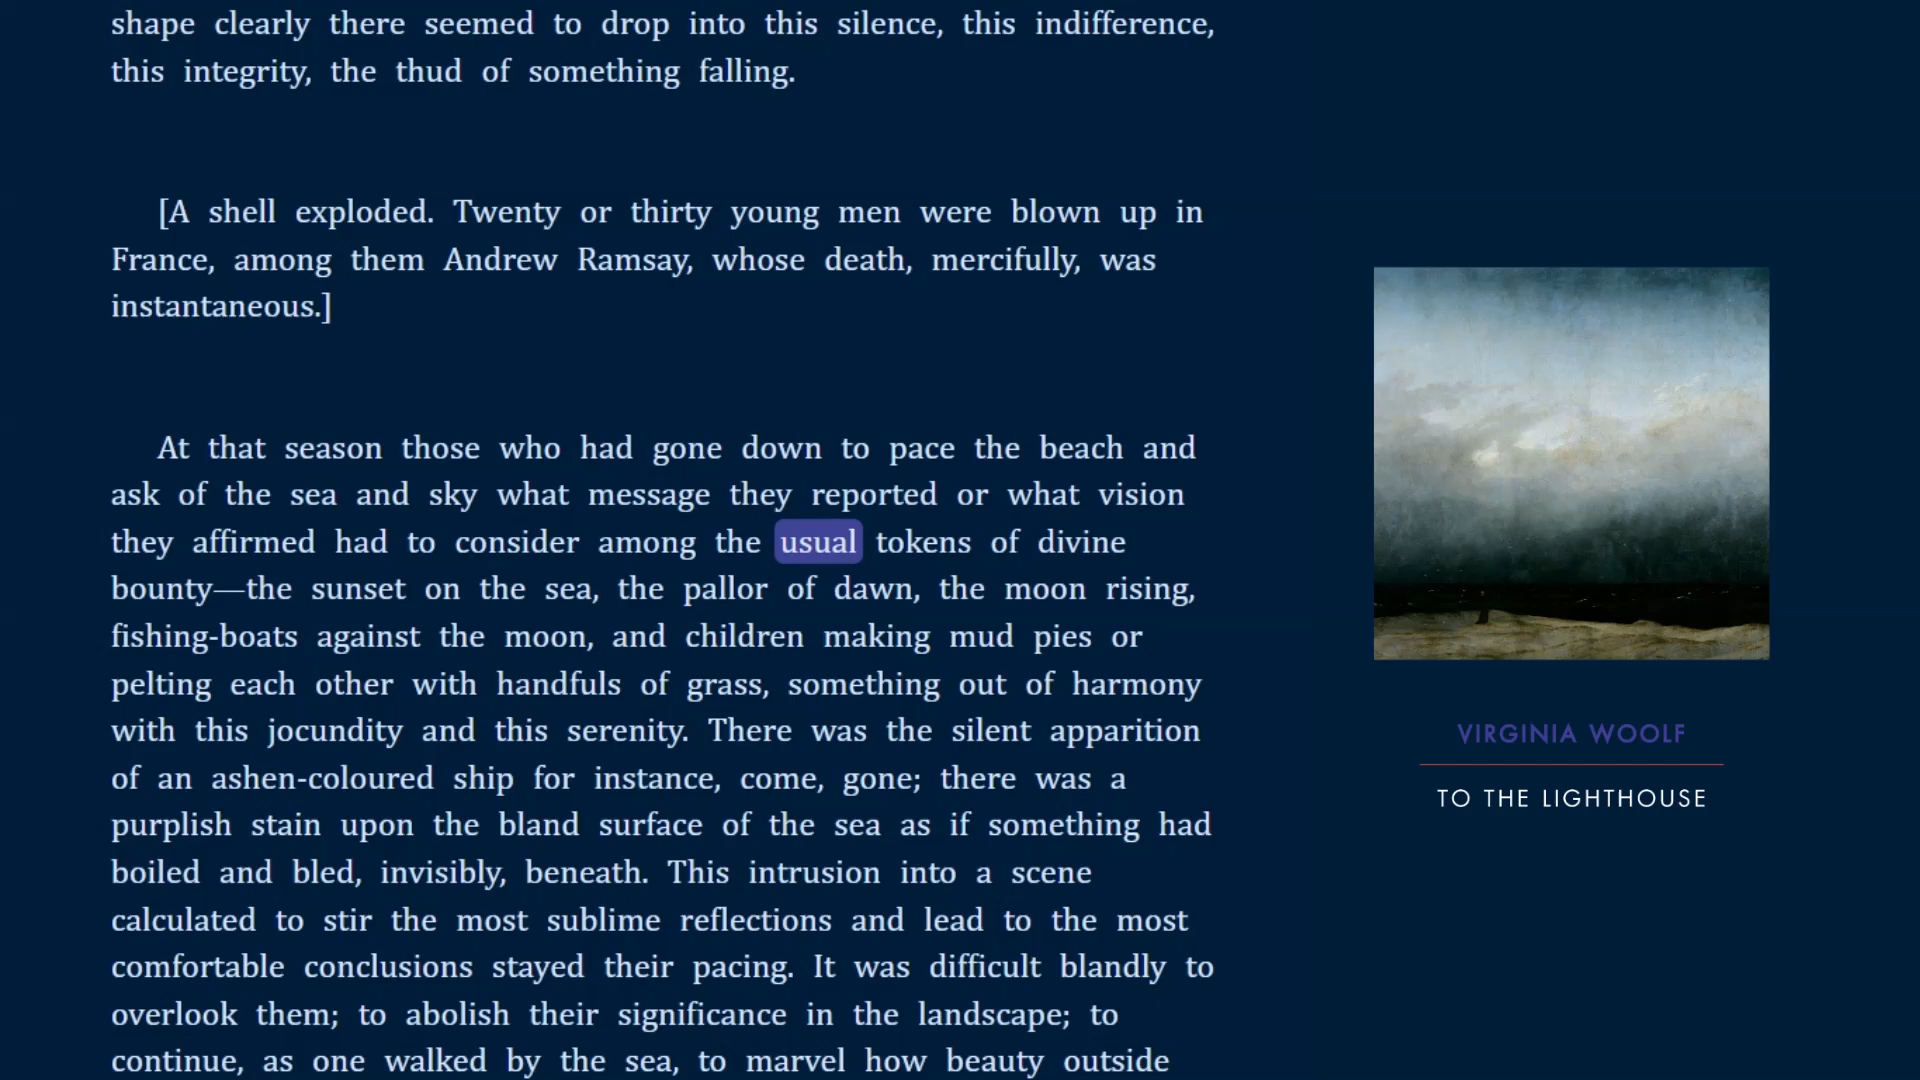 shape clearly there seemed to drop into this silence, this indifference,
this integrity, the thud of something falling.
[A shell exploded. Twenty or thirty young men were blown up in
France, among them Andrew Ramsay, whose death, mercifully, was
instantaneous.]
At that season those who had gone down to pace the beach and
ask of the sea and sky what message they reported or what vision
they affirmed had to consider among the usual tokens of divine
bounty—the sunset on the sea, the pallor of dawn, the moon rising,
fishing-boats against the moon, and children making mud pies or
pelting each other with handfuls of grass, something out of harmony
with this jocundity and this serenity. There was the silent apparition
of an ashen-coloured ship for instance, come, gone; there was a
purplish stain upon the bland surface of the sea as if something had
boiled and bled, invisibly, beneath. This intrusion into a scene
calculated to stir the most sublime reflections and lead to the most
comfortable conclusions stayed their pacing. It was difficult blandly to
overlook them; to abolish their significance in the landscape; to
continue, as one walked by the sea, to marvel how beauty outside
VIRGINIA WOOLF
TO THE LIGHTHOUSE